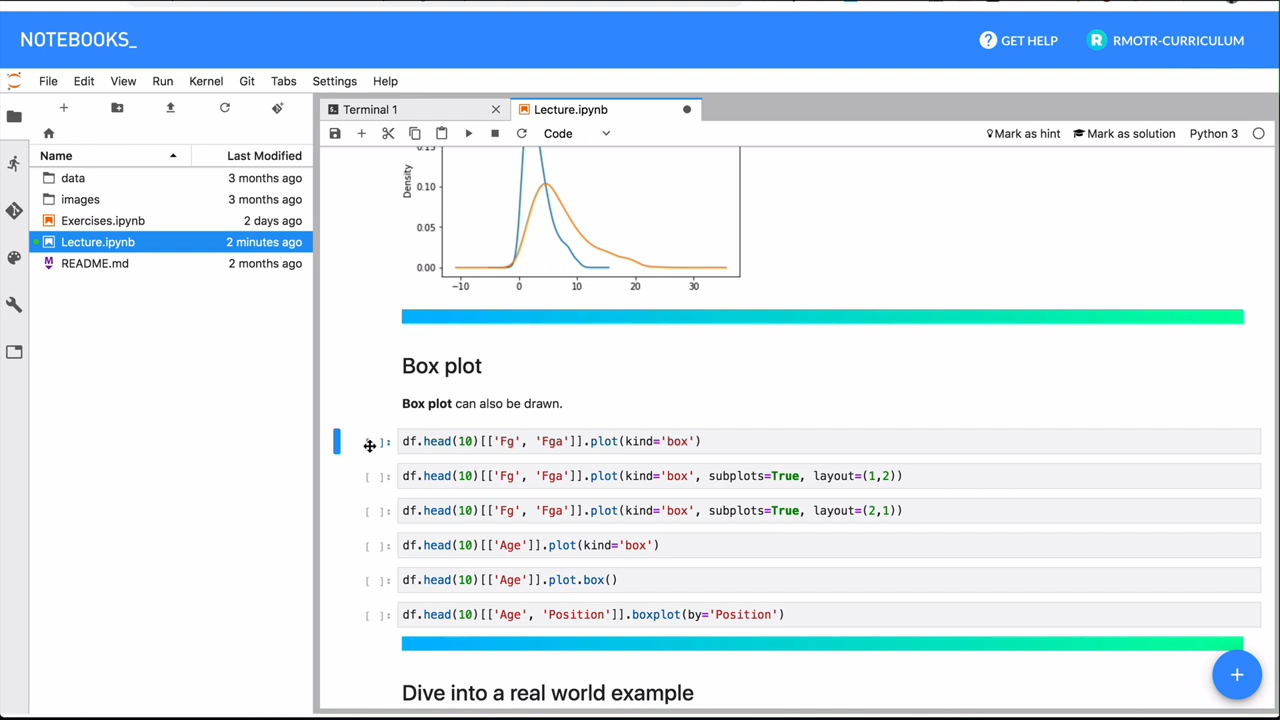 NOTEBOOKS_
GET HELP
R RMOTR-CURRICULUM
File Edit View Run Kernel Git Tabs Settings Help
Terminal 1
Lecture.ipynb
Code
Mark as hint
Mark as solution
Python 3
Name Last Modified
data 3 months ago
images 3 months ago
Exercises.ipynb 2 days ago
Lecture.ipynb 2 minutes ago
README.md 2 months ago
Density
0.15
0.10
0.05
0.00
−10 0 10 20 30
Box plot
Box plot can also be drawn.
]: df.head(10)[['Fg', 'Fga']].plot(kind='box')
[ ]: df.head(10)[['Fg', 'Fga']].plot(kind='box', subplots=True, layout=(1,2))
[ ]: df.head(10)[['Fg', 'Fga']].plot(kind='box', subplots=True, layout=(2,1))
[ ]: df.head(10)[['Age']].plot(kind='box')
[ ]: df.head(10)[['Age']].plot.box()
[ ]: df.head(10)[['Age', 'Position']].boxplot(by='Position')
Dive into a real world example